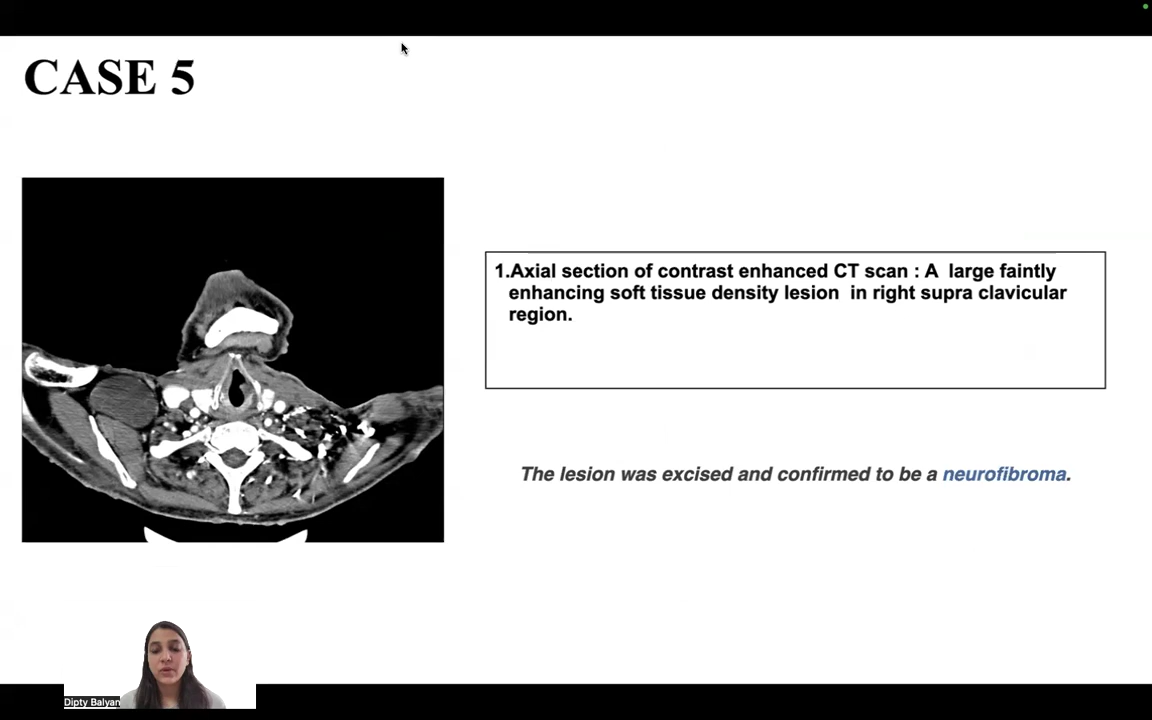 CASE 5
1.Axial section of contrast enhanced CT scan : A large faintly
enhancing soft tissue density lesion in right supra clavicular
region.
The lesion was excised and confirmed to be a neurofibroma.
Dipty Balyan